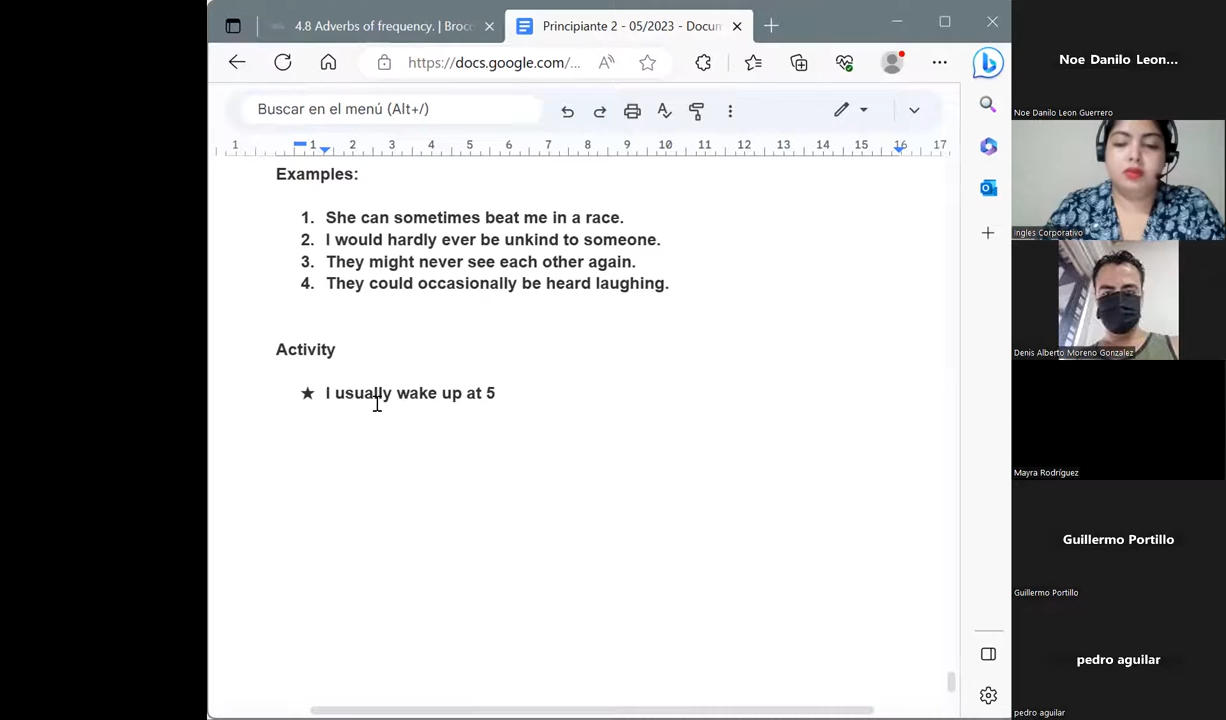 4.8 Adverbs of frequency. | Broc
Principiante 2 - 05/2023 - Docum
https://docs.google.com/...
Buscar en el menú (Alt+/)
1 1 2 3 4 5 6 7 8 9 10 11 12 13 14 15 16 17
Examples:
1. She can sometimes beat me in a race.
2. I would hardly ever be unkind to someone.
3. They might never see each other again.
4. They could occasionally be heard laughing.
Activity
★ I usually wake up at 5
Noe Danilo Leon...
Noe Danilo Leon Guerrero
Ingles Corporativo
Denis Alberto Moreno Gonzalez
Mayra Rodríguez
Guillermo Portillo
Guillermo Portillo
pedro aguilar
pedro aguilar